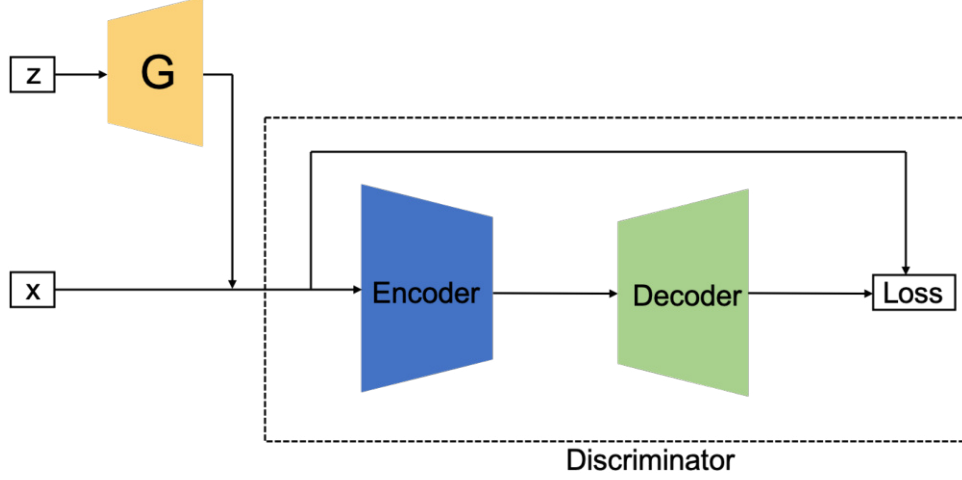 z
G
x
Encoder
Decoder
Loss
Discriminator